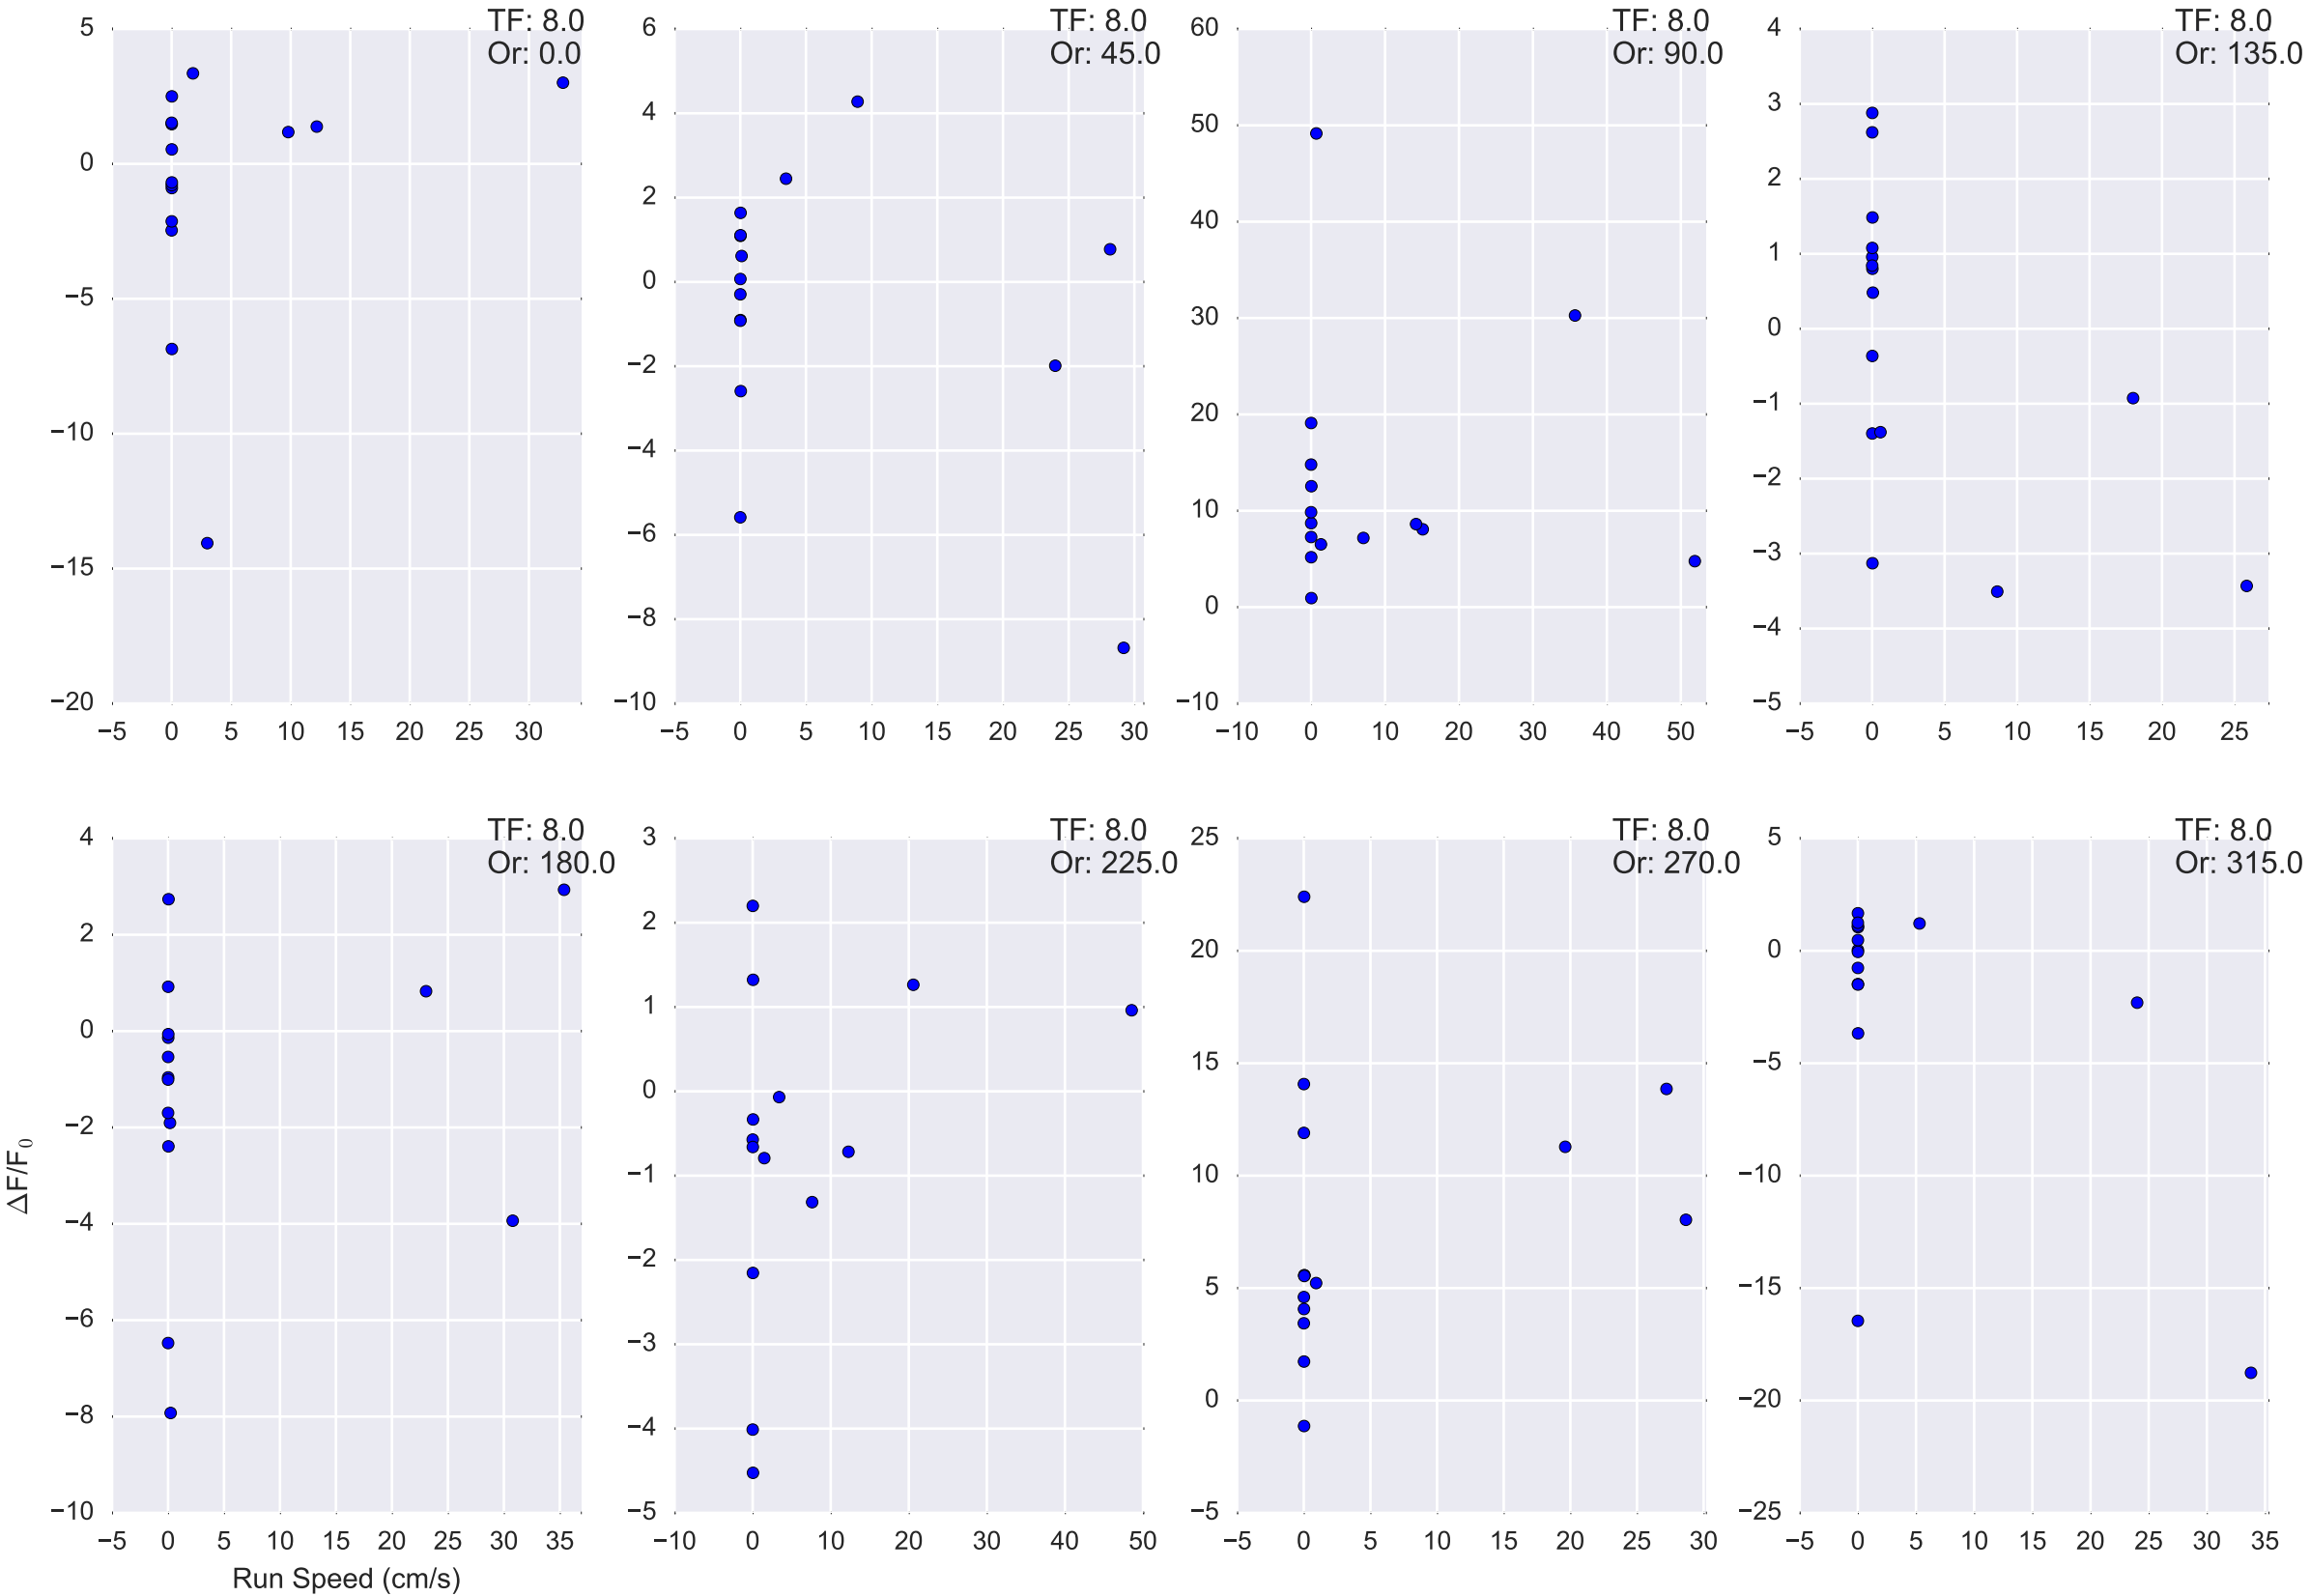 TF: 8.0
Or: 0.0
5
0
−5
−10
−15
−20
−5 0 5 10 15 20 25 30
TF: 8.0
Or: 45.0
6
4
2
0
−2
−4
−6
−8
−10
−5 0 5 10 15 20 25 30
TF: 8.0
Or: 90.0
60
50
40
30
20
10
0
−10
−10 0 10 20 30 40 50
TF: 8.0
Or: 135.0
4
3
2
1
0
−1
−2
−3
−4
−5
−5 0 5 10 15 20 25
TF: 8.0
Or: 180.0
4
2
0
−2
−4
−6
−8
−10
−5 0 5 10 15 20 25 30 35
ΔF/F₀
Run Speed (cm/s)
TF: 8.0
Or: 225.0
3
2
1
0
−1
−2
−3
−4
−5
−10 0 10 20 30 40 50
TF: 8.0
Or: 270.0
25
20
15
10
5
0
−5
−5 0 5 10 15 20 25 30
TF: 8.0
Or: 315.0
5
0
−5
−10
−15
−20
−25
−5 0 5 10 15 20 25 30 35